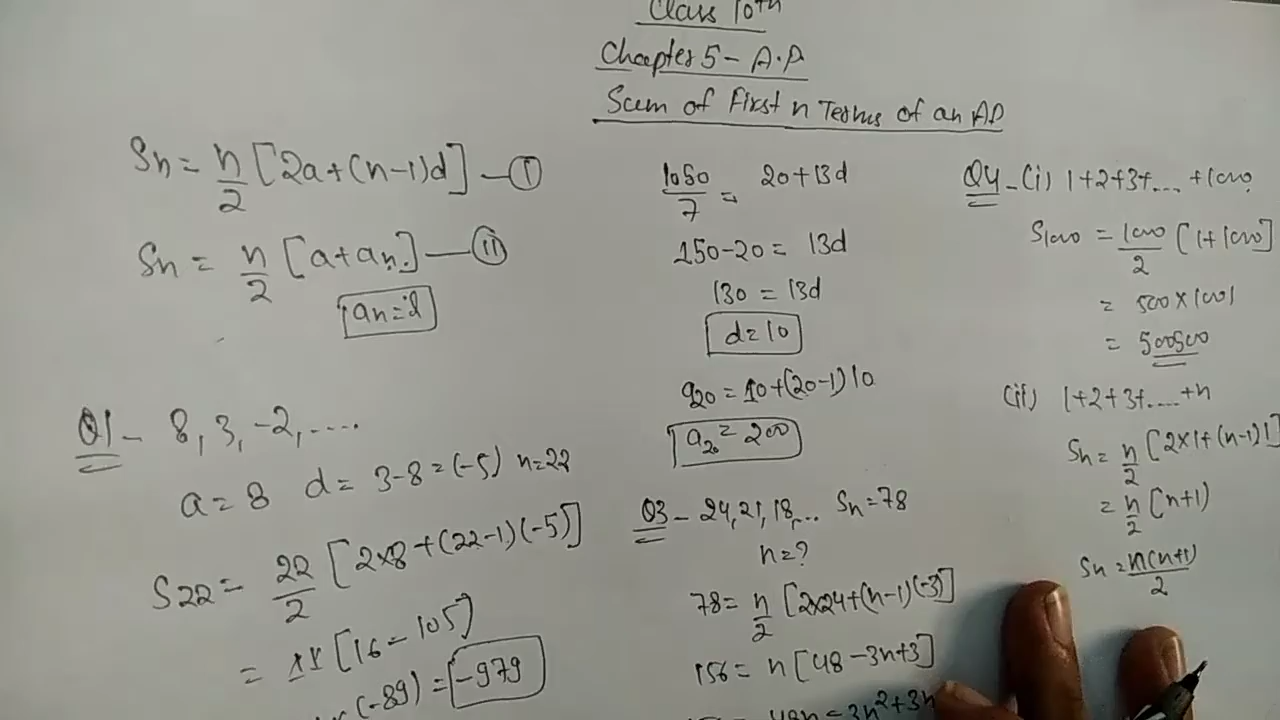 Class 10th
Chapter 5 - A.P
Sum of First n Terms of an AP
Sn = n/2 [2a+(n-1)d] — (I)
Sn = n/2 [a+an] — (II)
an = l
Q1 - 8, 3, -2, ....
a = 8 d = 3-8 = (-5) n = 22
S22 = 22/2 [2×8+(22-1)(-5)]
= 11 [16-105]
(-89) = -979
1050/7 = 20+13d
150-20 = 13d
130 = 13d
d = 10
a20 = 10+(20-1)10
a20 = 200
Q3 - 24, 21, 18, ... Sn = 78
n = ?
78 = n/2 [2×24+(n-1)(-3)]
156 = n[48-3n+3]
48n - 3n²+3n
Q4 - (i) 1+2+3+.... +1000
S1000 = 1000/2 [1+1000]
= 500×1001
= 500500
(ii) 1+2+3+.....+n
Sn = n/2 [2×1+(n-1)1]
= n/2 (n+1)
Sn = n(n+1)/2